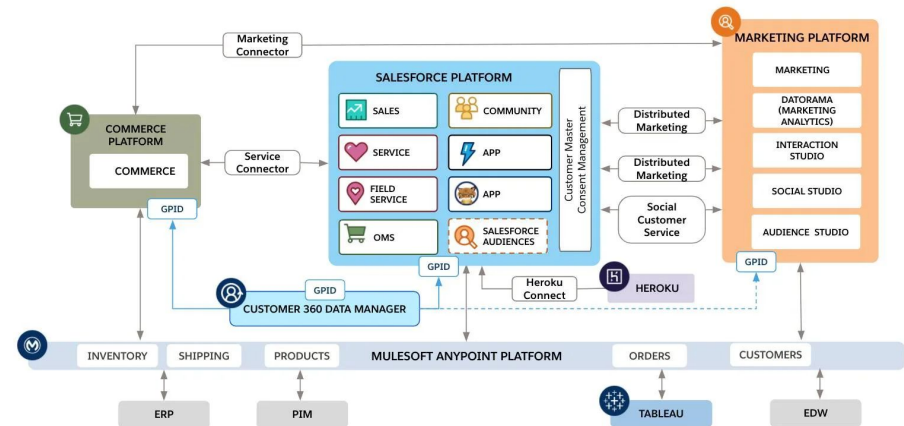 Marketing
Connector
MARKETING PLATFORM
MARKETING
DATORAMA
(MARKETING
ANALYTICS)
INTERACTION
STUDIO
SOCIAL STUDIO
AUDIENCE STUDIO
GPID
SALESFORCE PLATFORM
SALES
COMMUNITY
SERVICE
APP
FIELD
SERVICE
APP
OMS
SALESFORCE
AUDIENCES
Customer Master
Consent Management
GPID
Distributed
Marketing
Distributed
Marketing
Social
Customer
Service
COMMERCE
PLATFORM
COMMERCE
GPID
Service
Connector
GPID
CUSTOMER 360 DATA MANAGER
Heroku
Connect
HEROKU
INVENTORY
SHIPPING
PRODUCTS
MULESOFT ANYPOINT PLATFORM
ORDERS
CUSTOMERS
ERP
PIM
TABLEAU
EDW